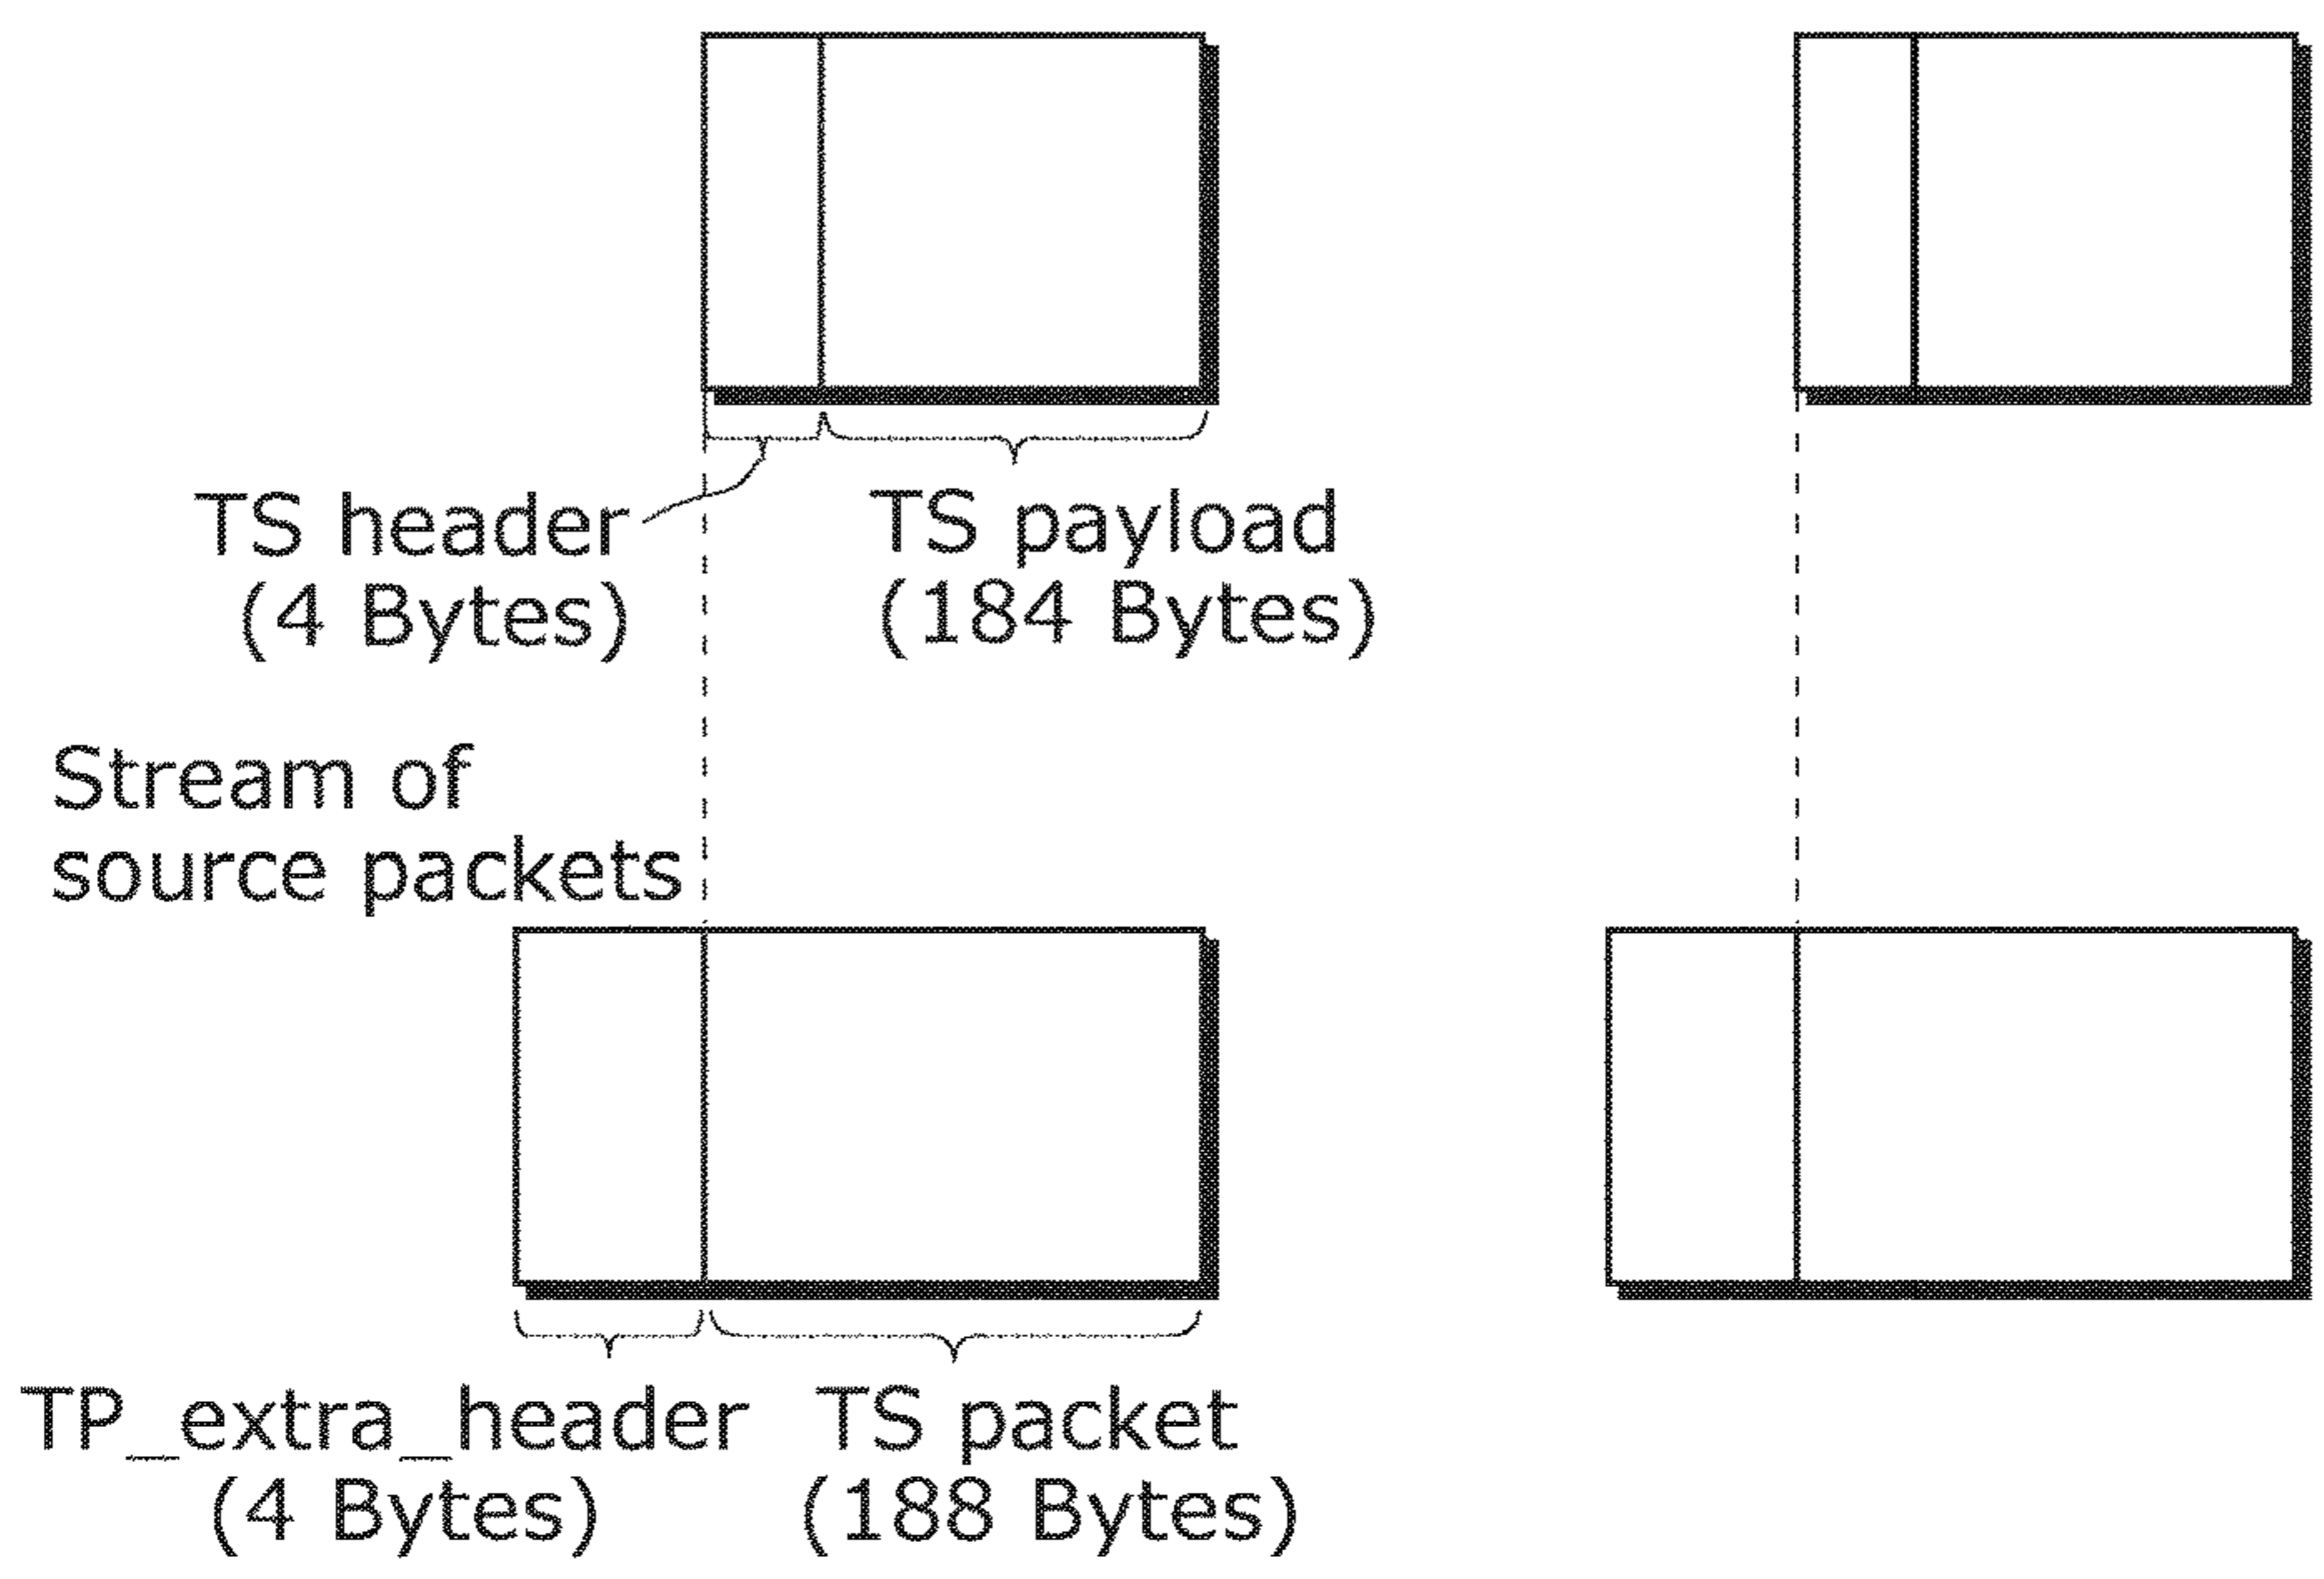 TS header
(4 Bytes)
TS payload
(184 Bytes)
Stream of
source packets
TP_extra_header
(4 Bytes)
TS packet
(188 Bytes)